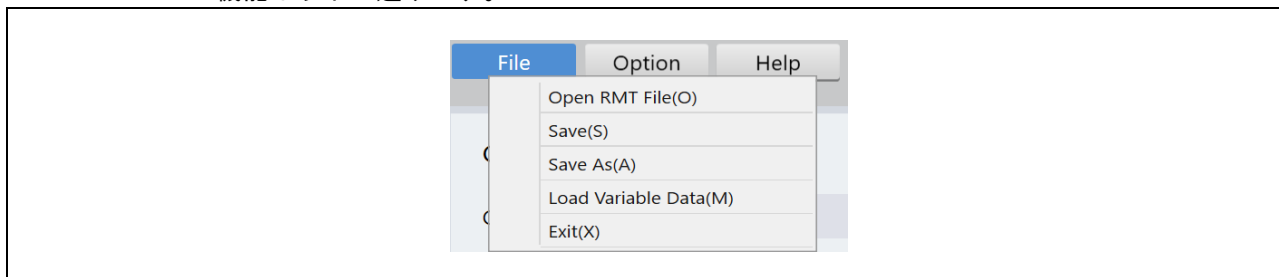 File Option Help
Open RMT File(O)
Save(S)
Save As(A)
Load Variable Data(M)
Exit(X)